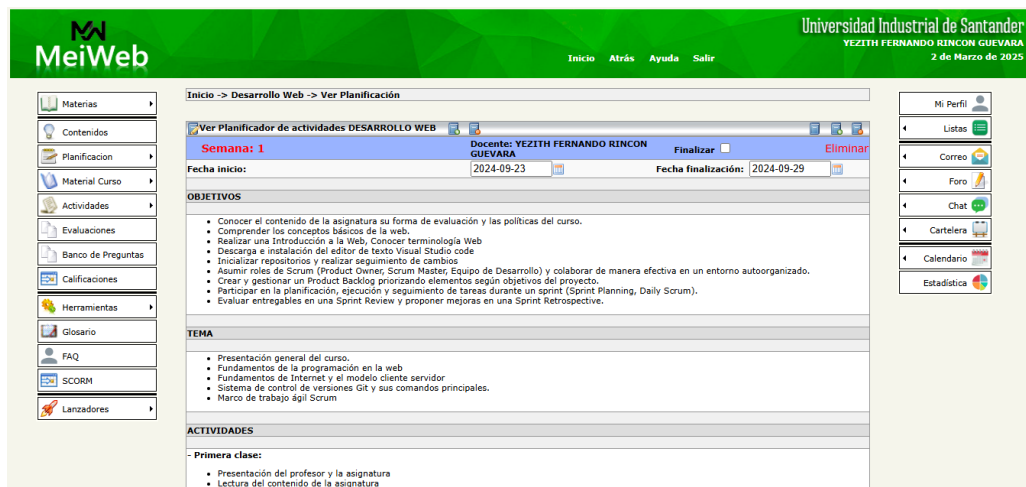 MeiWeb
Universidad Industrial de Santander
YEZITH FERNANDO RINCON GUEVARA
2 de Marzo de 2025
Inicio Atrás Ayuda Salir
Materias
Contenidos
Planificacion
Material Curso
Actividades
Evaluaciones
Banco de Preguntas
Calificaciones
Herramientas
Glosario
FAQ
SCORM
Lanzadores
Inicio -> Desarrollo Web -> Ver Planificación
Ver Planificador de actividades DESARROLLO WEB
Semana: 1
Docente: YEZITH FERNANDO RINCON
GUEVARA
Finalizar
Eliminar
Fecha inicio: 2024-09-23 Fecha finalización: 2024-09-29
OBJETIVOS
Conocer el contenido de la asignatura su forma de evaluación y las políticas del curso.
Comprender los conceptos básicos de la web.
Realizar una Introducción a la Web, Conocer terminología Web
Descarga e instalación del editor de texto Visual Studio code
Inicializar repositorios y realizar seguimiento de cambios
Asumir roles de Scrum (Product Owner, Scrum Master, Equipo de Desarrollo) y colaborar de manera efectiva en un entorno autoorganizado.
Crear y gestionar un Product Backlog priorizando elementos según objetivos del proyecto.
Participar en la planificación, ejecución y seguimiento de tareas durante un sprint (Sprint Planning, Daily Scrum).
Evaluar entregables en una Sprint Review y proponer mejoras en una Sprint Retrospective.
TEMA
Presentación general del curso.
Fundamentos de la programación en la web
Fundamentos de Internet y el modelo cliente servidor
Sistema de control de versiones Git y sus comandos principales.
Marco de trabajo ágil Scrum
ACTIVIDADES
- Primera clase:
Presentación del profesor y la asignatura
Lectura del contenido de la asignatura
Mi Perfil
Listas
Correo
Foro
Chat
Cartelera
Calendario
Estadística